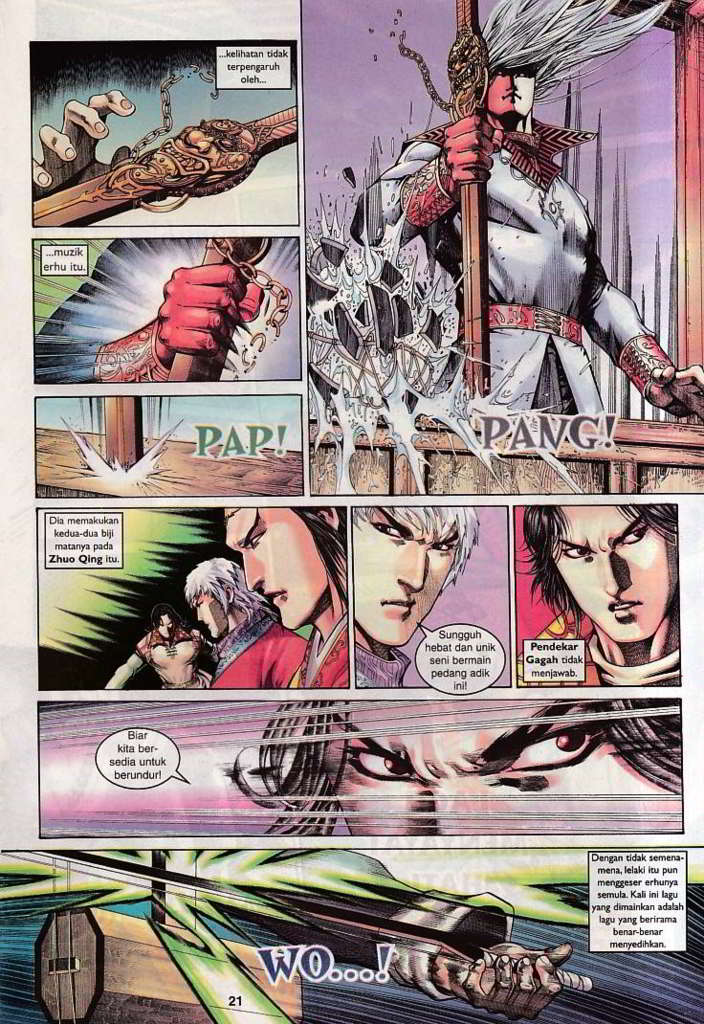 ...kelihatan tidak
terpengaruh
oleh...
...muzik
erhu itu.
PAP!
PANG!
Dia memakukan
kedua-dua biji
matanya pada
Zhuo Qing itu.
Sungguh
hebat dan unik
seni bermain
pedang adik
ini!
Pendekar
Gagah tidak
menjawab.
Biar
kita ber-
sedia untuk
berundur!
Dengan tidak semena-
mena, lelaki itu pun
menggeser erhunya
semula. Kali ini lagu
yang dimainkan adalah
lagu yang berirama
benar-benar
menyedihkan.
WO....!
21